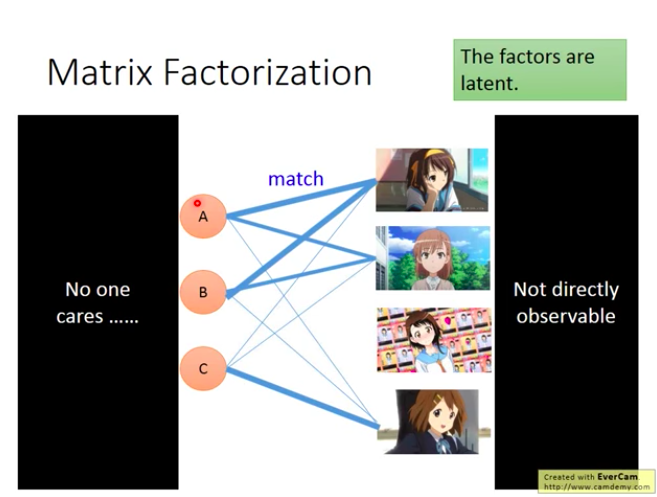 Matrix Factorization
The factors are
latent.
match
A
B
C
No one
cares ......
Not directly
observable
Created with EverCam.
http://www.camdemy.com